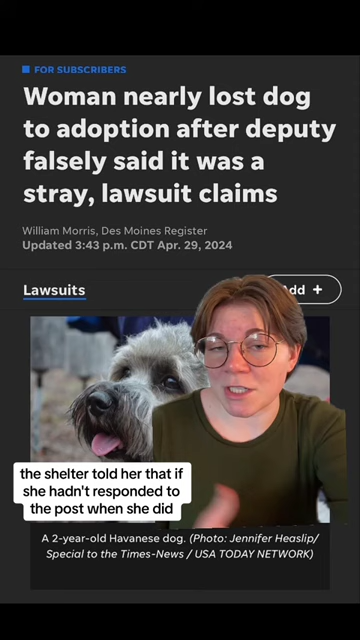 FOR SUBSCRIBERS
Woman nearly lost dog
to adoption after deputy
falsely said it was a
stray, lawsuit claims
William Morris, Des Moines Register
Updated 3:43 p.m. CDT Apr. 29, 2024
Lawsuits
Add +
the shelter told her that if
she hadn't responded to
the post when she did
A 2-year-old Havanese dog. (Photo: Jennifer Heaslip/
Special to the Times-News / USA TODAY NETWORK)